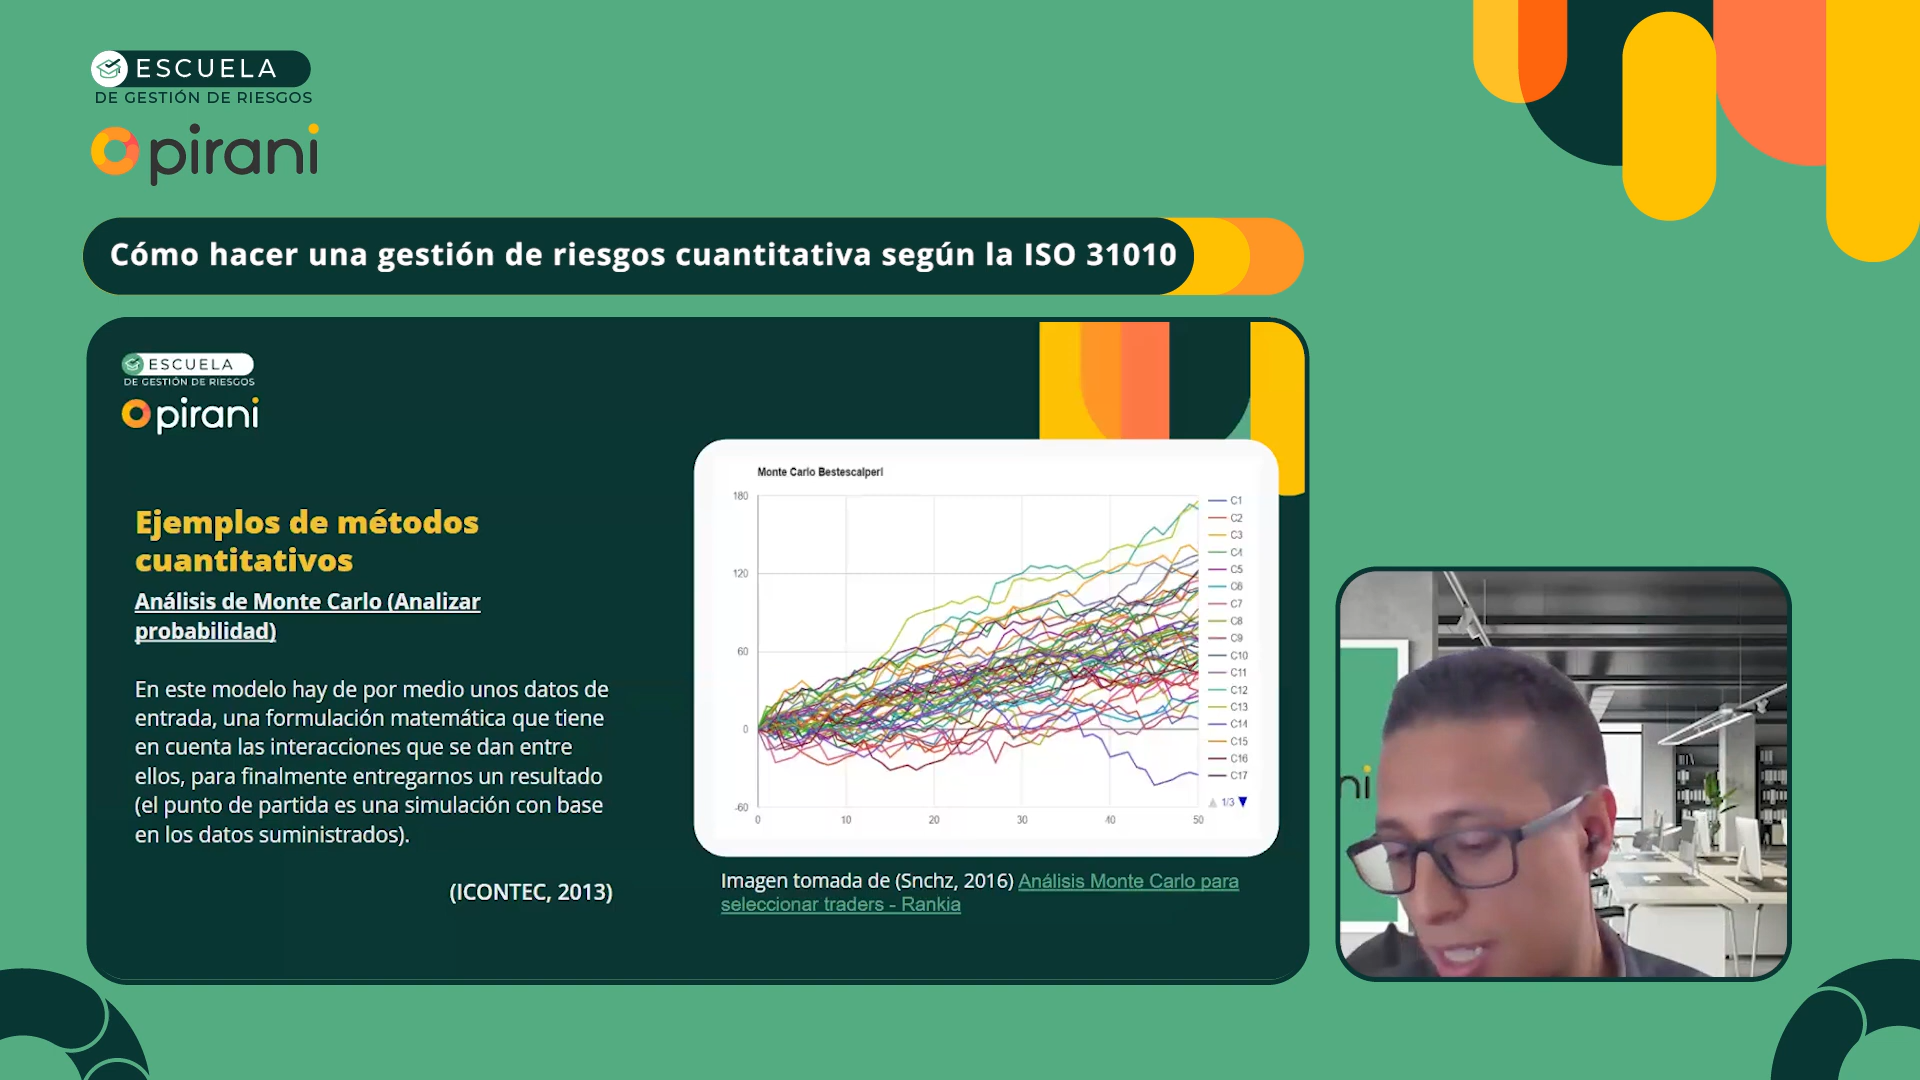 ESCUELA
DE GESTIÓN DE RIESGOS
pirani
Cómo hacer una gestión de riesgos cuantitativa según la ISO 31010
ESCUELA
DE GESTIÓN DE RIESGOS
pirani
Ejemplos de métodos
cuantitativos
Análisis de Monte Carlo (Analizar
probabilidad)
En este modelo hay de por medio unos datos de
entrada, una formulación matemática que tiene
en cuenta las interacciones que se dan entre
ellos, para finalmente entregarnos un resultado
(el punto de partida es una simulación con base
en los datos suministrados).
(ICONTEC, 2013)
Monte Carlo Bestescalperl
180
120
60
0
-60
0 10 20 30 40 50
C1
C2
C3
C4
C5
C6
C7
C8
C9
C10
C11
C12
C13
C14
C15
C16
C17
1/3
Imagen tomada de (Snchz, 2016) Análisis Monte Carlo para
seleccionar traders - Rankia
ni